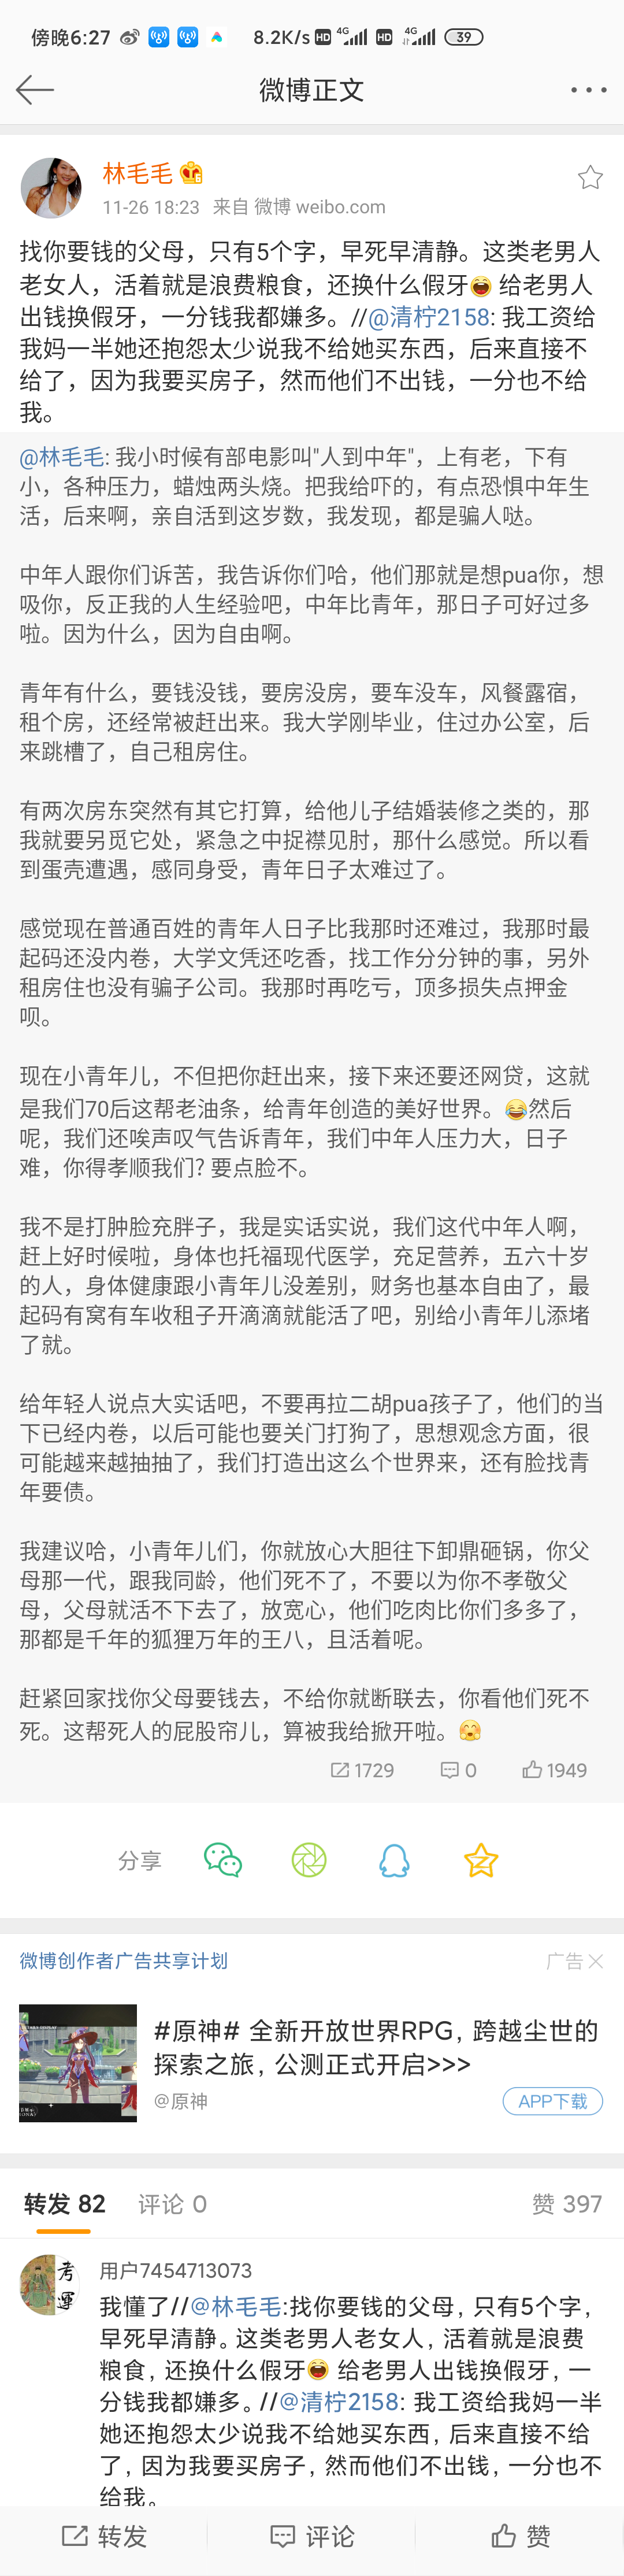 傍晚6:27 8.2K/s HD 4G HD 4G 39
微博正文
林毛毛
11-26 18:23 来自 微博 weibo.com
找你要钱的父母，只有5个字，早死早清静。这类老男人
老女人，活着就是浪费粮食，还换什么假牙😄 给老男人
出钱换假牙，一分钱我都嫌多。//@清柠2158: 我工资给
我妈一半她还抱怨太少说我不给她买东西，后来直接不
给了，因为我要买房子，然而他们不出钱，一分也不给
我。
@林毛毛: 我小时候有部电影叫"人到中年"，上有老，下有
小，各种压力，蜡烛两头烧。把我给吓的，有点恐惧中年生
活，后来啊，亲自活到这岁数，我发现，都是骗人哒。
中年人跟你们诉苦，我告诉你们哈，他们那就是想pua你，想
吸你，反正我的人生经验吧，中年比青年，那日子可好过多
啦。因为什么，因为自由啊。
青年有什么，要钱没钱，要房没房，要车没车，风餐露宿，
租个房，还经常被赶出来。我大学刚毕业，住过办公室，后
来跳槽了，自己租房住。
有两次房东突然有其它打算，给他儿子结婚装修之类的，那
我就要另觅它处，紧急之中捉襟见肘，那什么感觉。所以看
到蛋壳遭遇，感同身受，青年日子太难过了。
感觉现在普通百姓的青年人日子比我那时还难过，我那时最
起码还没内卷，大学文凭还吃香，找工作分分钟的事，另外
租房住也没有骗子公司。我那时再吃亏，顶多损失点押金
呗。
现在小青年儿，不但把你赶出来，接下来还要还网贷，这就
是我们70后这帮老油条，给青年创造的美好世界。😂然后
呢，我们还唉声叹气告诉青年，我们中年人压力大，日子
难，你得孝顺我们? 要点脸不。
我不是打肿脸充胖子，我是实话实说，我们这代中年人啊，
赶上好时候啦，身体也托福现代医学，充足营养，五六十岁
的人，身体健康跟小青年儿没差别，财务也基本自由了，最
起码有窝有车收租子开滴滴就能活了吧，别给小青年儿添堵
了就。
给年轻人说点大实话吧，不要再拉二胡pua孩子了，他们的当
下已经内卷，以后可能也要关门打狗了，思想观念方面，很
可能越来越抽抽了，我们打造出这么个世界来，还有脸找青
年要债。
我建议哈，小青年儿们，你就放心大胆往下卸鼎砸锅，你父
母那一代，跟我同龄，他们死不了，不要以为你不孝敬父
母，父母就活不下去了，放宽心，他们吃肉比你们多多了，
那都是千年的狐狸万年的王八，且活着呢。
赶紧回家找你父母要钱去，不给你就断联去，你看他们死不
死。这帮死人的屁股帘儿，算被我给掀开啦。🤗
1729 0 1949
分享
微博创作者广告共享计划 广告
#原神# 全新开放世界RPG，跨越尘世的
探索之旅，公测正式开启>>>
@原神 APP下载
转发 82 评论 0 赞 397
考
運
用户7454713073
我懂了//@林毛毛:找你要钱的父母，只有5个字，
早死早清静。这类老男人老女人，活着就是浪费
粮食，还换什么假牙😄 给老男人出钱换假牙，一
分钱我都嫌多。//@清柠2158: 我工资给我妈一半
她还抱怨太少说我不给她买东西，后来直接不给
了，因为我要买房子，然而他们不出钱，一分也不
给我。
转发 评论 赞